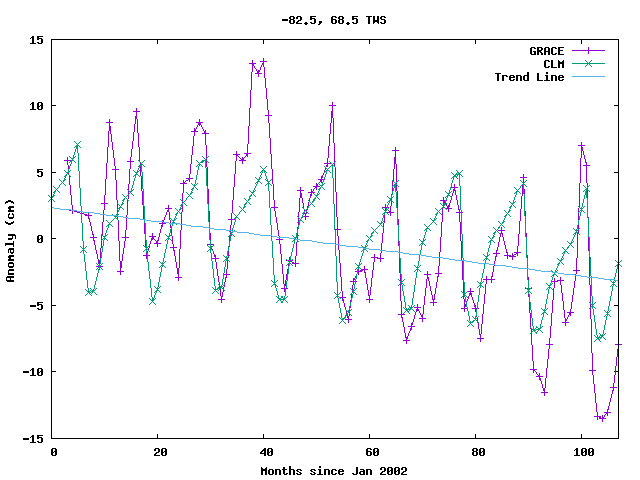 -82.5, 68.5 TWS
GRACE
CLM
Trend Line
15
10
5
0
-5
-10
-15
Anomaly (cm)
0 20 40 60 80 100
Months since Jan 2002